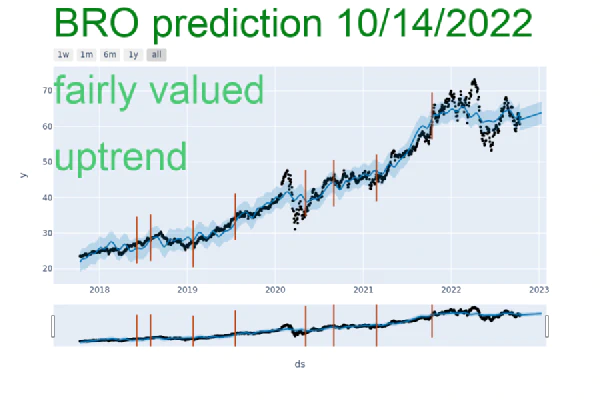 BRO prediction 10/14/2022
1w 1m 6m 1y all
fairly valued
uptrend
y
70
60
50
40
30
20
2018 2019 2020 2021 2022 2023
ds